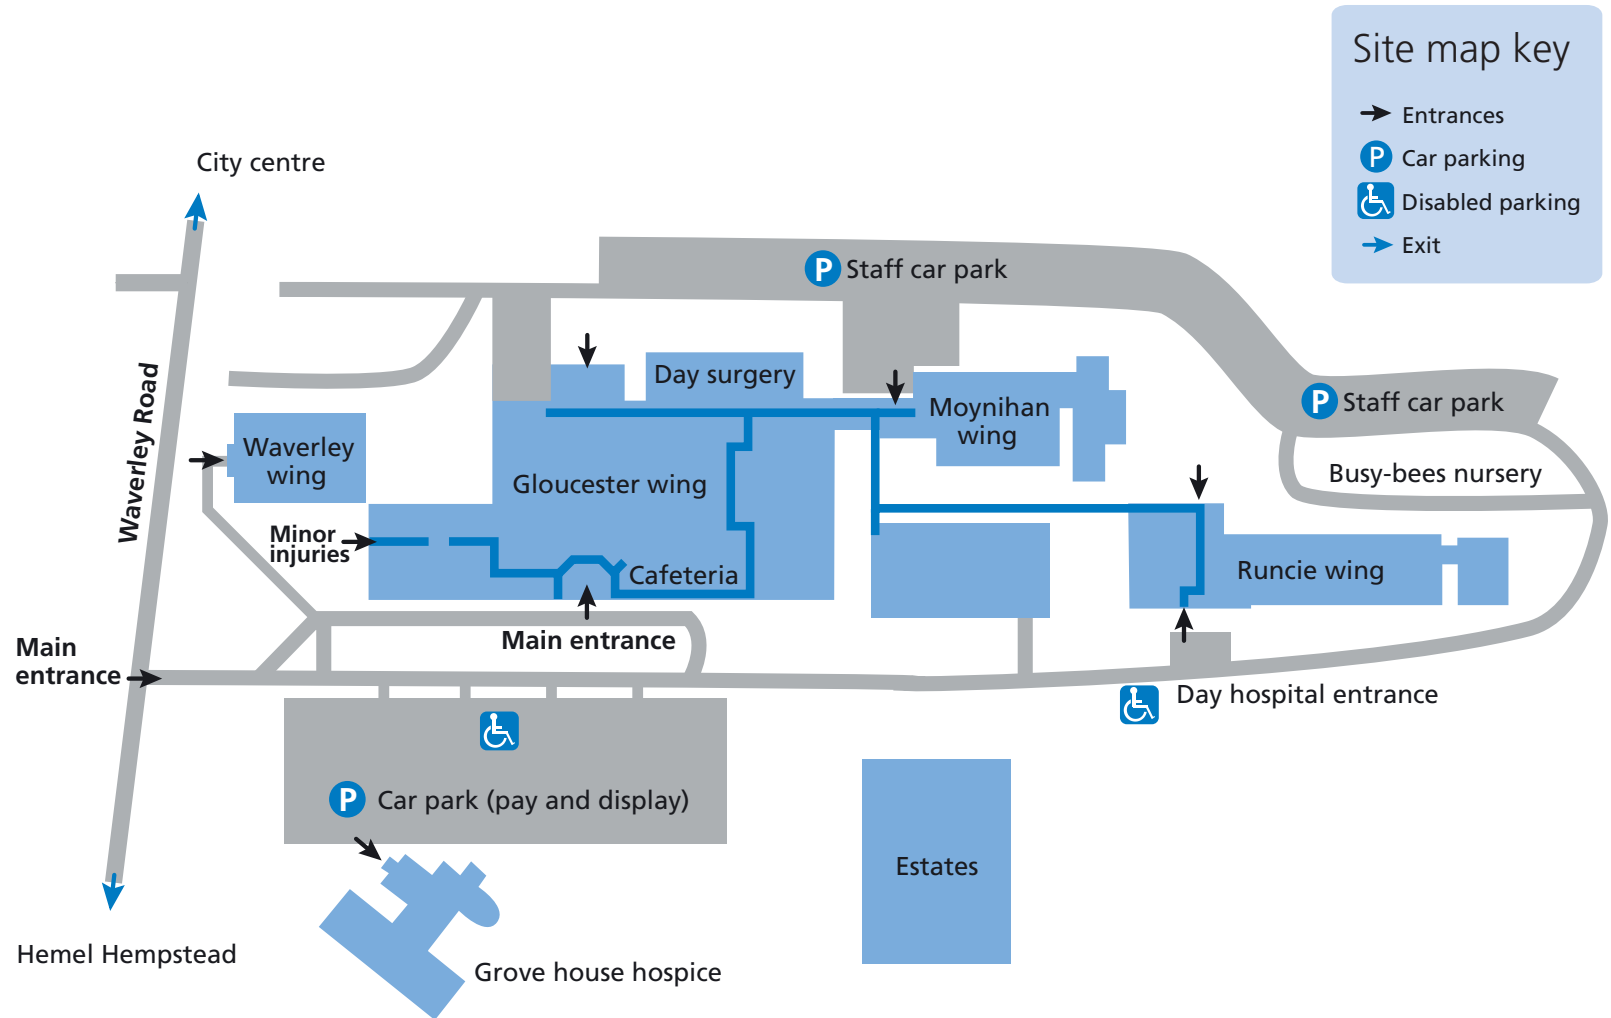 Site map key
Entrances
P Car parking
Disabled parking
Exit
City centre
P Staff car park
Day surgery
Moynihan
wing
P Staff car park
Waverley Road
Waverley
wing
Gloucester wing
Busy-bees nursery
Minor
injuries
Cafeteria
Runcie wing
Main entrance
Main
entrance
Day hospital entrance
P Car park (pay and display)
Estates
Hemel Hempstead
Grove house hospice